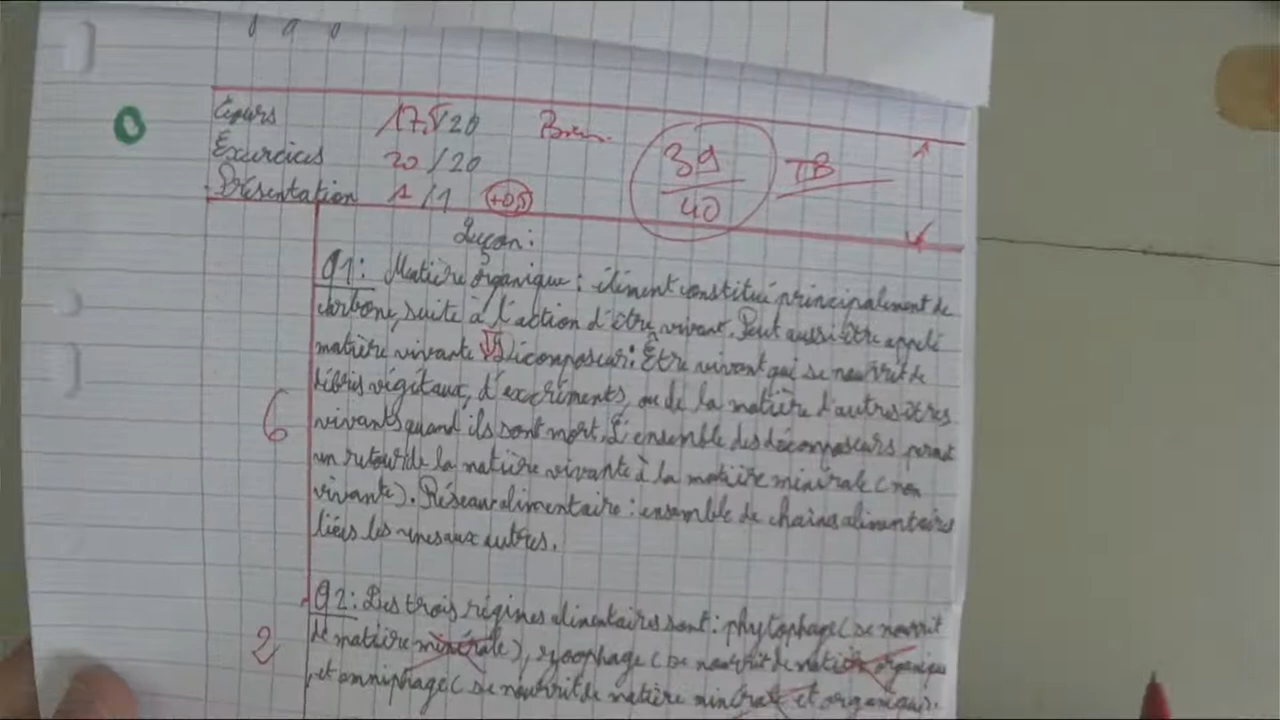 Cours 17,5/20 Bien 39/40 TB
Exercices 20/20
Présentation 1/1 +0,5
Leçon:
Q1: Matière organique : élément constitué principalement de
carbone, suite à l'action d'être vivant. Peut aussi être appelé
matière vivante Décomposeur: Être vivant qui se nourrit de
débris végétaux, d'excréments, ou de la matière d'autres êtres
vivants quand ils sont mort. L'ensemble des décomposeurs permet
un retour de la matière vivante à la matière minérale (non
vivante). Réseau alimentaire : ensemble de chaines alimentaires
liées les unes aux autres.
6
Q2: Les trois régimes alimentaires sont : phytophage (se nourrit
de matière minérale), zoophage (se nourrit de matière organique
et omniphage (se nourrit de matière minérale et organique).
2